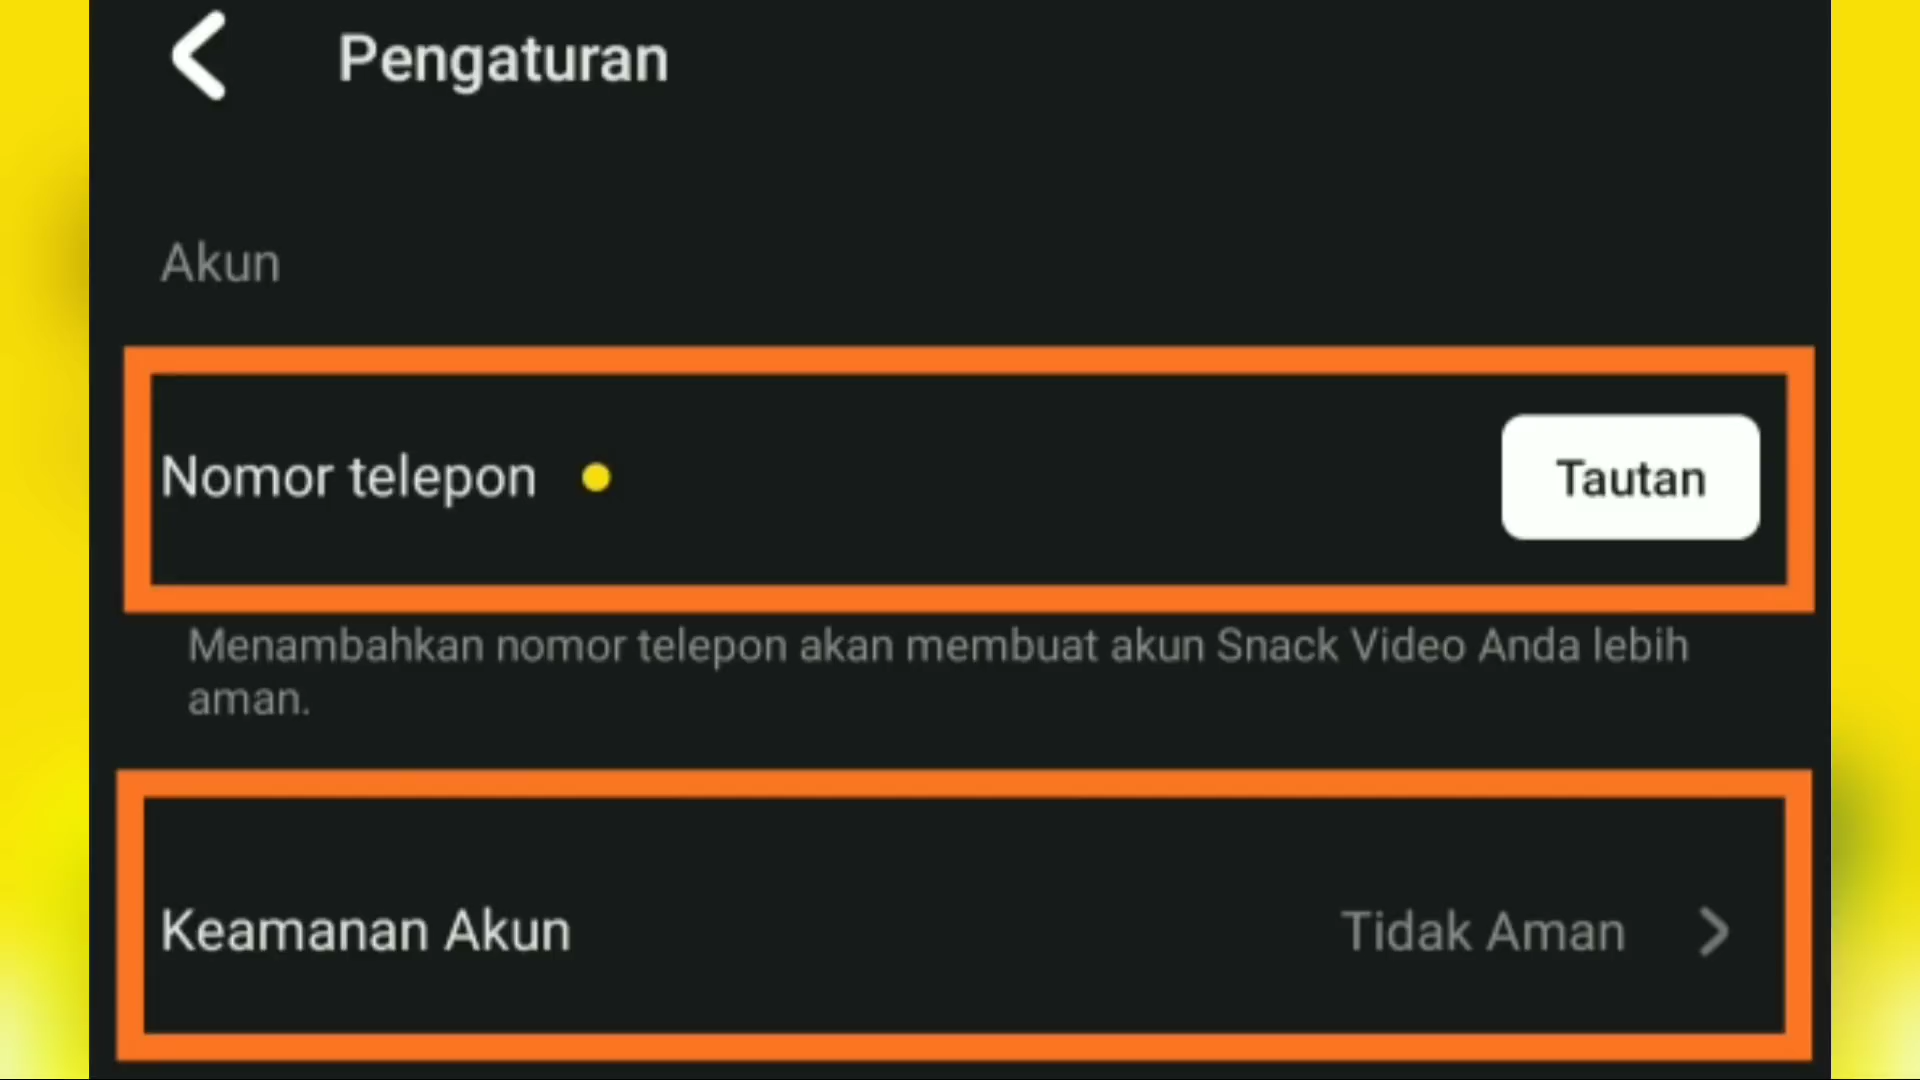 Pengaturan
Akun
Nomor telepon
Tautan
Menambahkan nomor telepon akan membuat akun Snack Video Anda lebih
aman.
Keamanan Akun
Tidak Aman